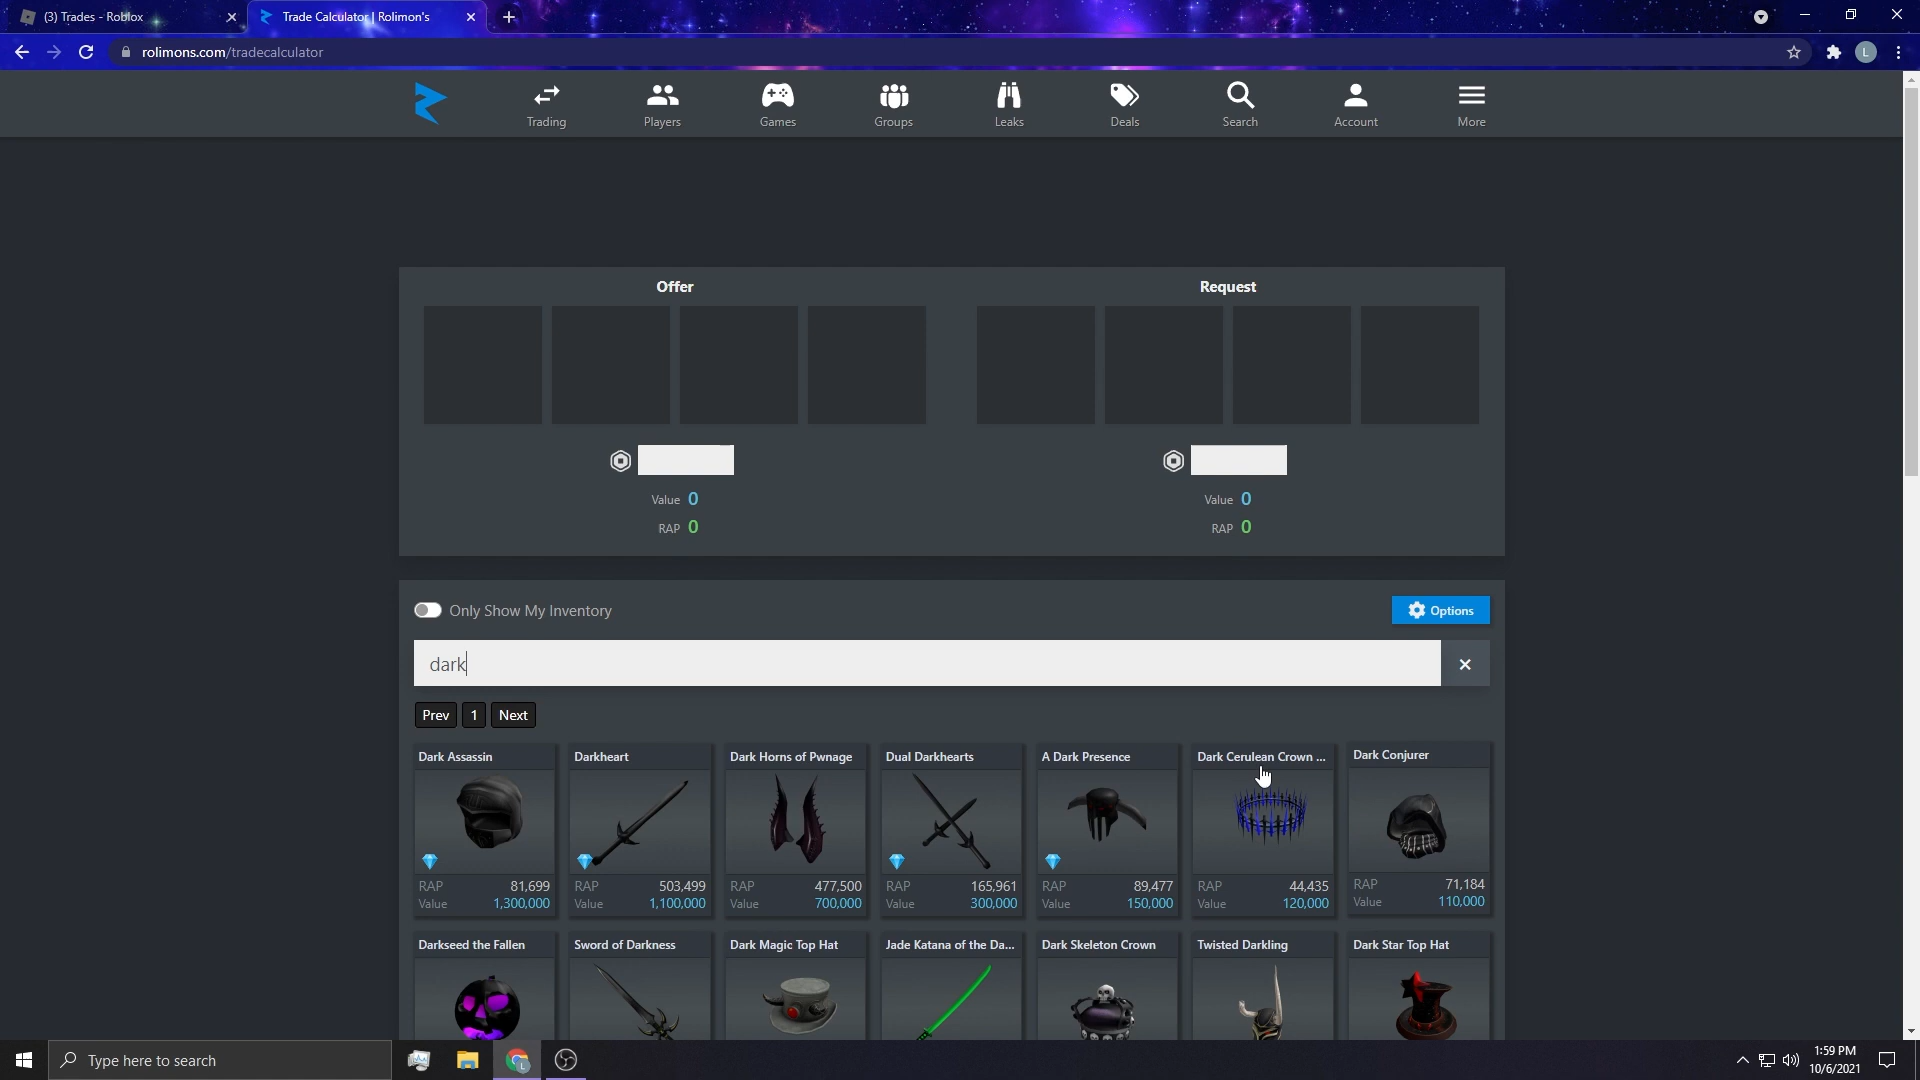 (3) Trades - Roblox
Trade Calculator | Rolimon's
rolimons.com/tradecalculator
L
Trading
Players
Games
Groups
Leaks
Deals
Search
Account
More
Offer
Request
Value 0
RAP 0
Value 0
RAP 0
Only Show My Inventory
Options
dark
Prev 1 Next
Dark Assassin
RAP 81,699
Value 1,300,000
Darkheart
RAP 503,499
Value 1,100,000
Dark Horns of Pwnage
RAP 477,500
Value 700,000
Dual Darkhearts
RAP 165,961
Value 300,000
A Dark Presence
RAP 89,477
Value 150,000
Dark Cerulean Crown ...
RAP 44,435
Value 120,000
Dark Conjurer
RAP 71,184
Value 110,000
Darkseed the Fallen
Sword of Darkness
Dark Magic Top Hat
Jade Katana of the Da...
Dark Skeleton Crown
Twisted Darkling
Dark Star Top Hat
Type here to search
L
1:59 PM
10/6/2021